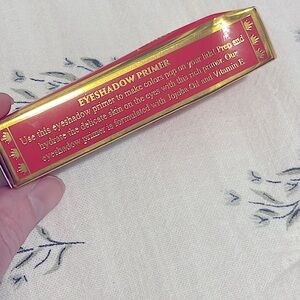 EYESHADOW PRIMER
Use this eyeshadow primer to make colors pop on your lids! Prep and
hydrate the delicate skin on the eyes with this rich primer. Our
eyeshadow primer is formulated with Jojoba Oil and Vitamin E.